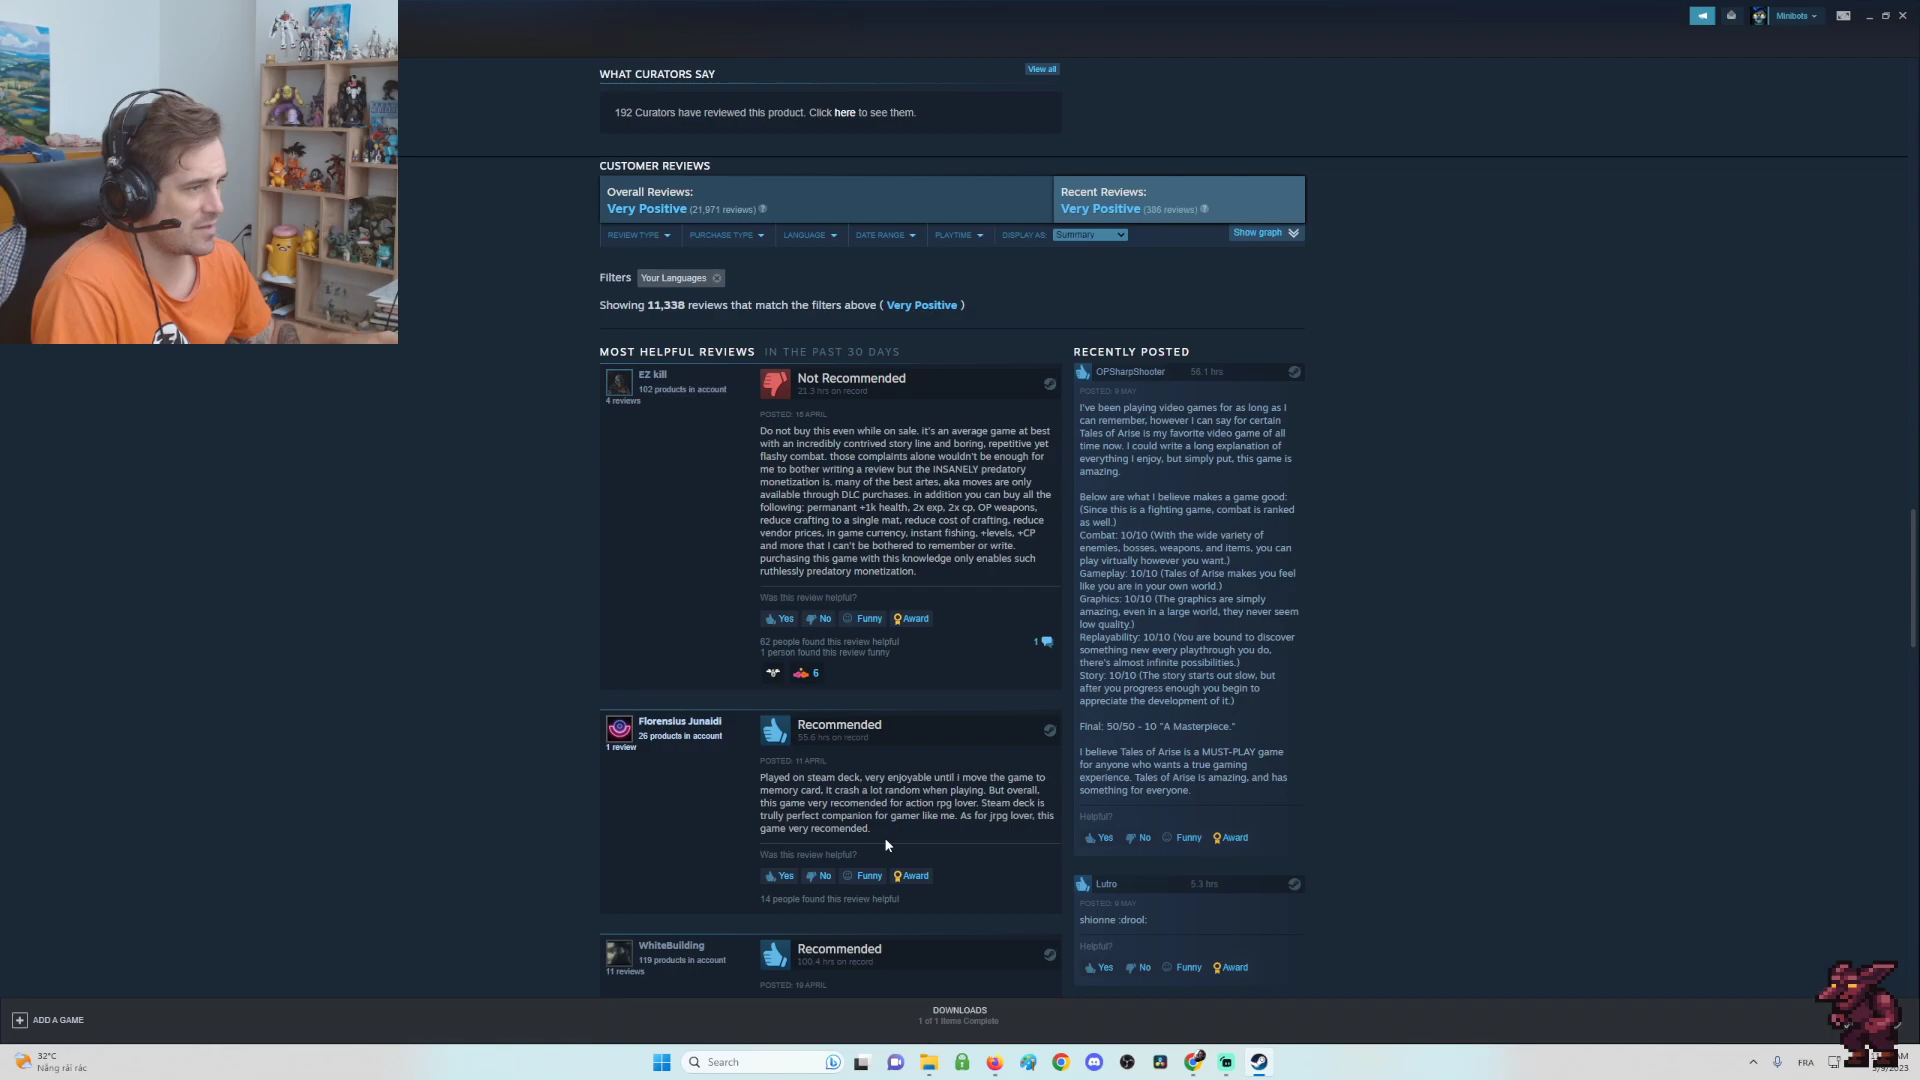 Minibots
WHAT CURATORS SAY
View all
192 Curators have reviewed this product. Click here to see them.
CUSTOMER REVIEWS
Overall Reviews:
Very Positive (21,971 reviews)
Recent Reviews:
Very Positive (386 reviews)
REVIEW TYPE
PURCHASE TYPE
LANGUAGE
DATE RANGE
PLAYTIME
DISPLAY AS:
Summary
Show graph
Filters
Your Languages
Showing 11,338 reviews that match the filters above ( Very Positive )
MOST HELPFUL REVIEWS IN THE PAST 30 DAYS
EZ kill
102 products in account
4 reviews
Not Recommended
21.3 hrs on record
POSTED: 15 APRIL
Do not buy this even while on sale. it's an average game at best
with an incredibly contrived story line and boring, repetitive yet
flashy combat. those complaints alone wouldn't be enough for
me to bother writing a review but the INSANELY predatory
monetization is. many of the best artes, aka moves are only
available through DLC purchases. in addition you can buy all the
following: permanant +1k health, 2x exp, 2x cp, OP weapons,
reduce crafting to a single mat, reduce cost of crafting, reduce
vendor prices, in game currency, instant fishing, +levels, +CP
and more that I can't be bothered to remember or write.
purchasing this game with this knowledge only enables such
ruthlessly predatory monetization.
Was this review helpful?
Yes
No
Funny
Award
62 people found this review helpful
1 person found this review funny
1
6
Florensius Junaidi
26 products in account
1 review
Recommended
55.6 hrs on record
POSTED: 11 APRIL
Played on steam deck, very enjoyable until i move the game to
memory card, it crash a lot random when playing. But overall,
this game very recomended for action rpg lover. Steam deck is
trully perfect companion for gamer like me. As for jrpg lover, this
game very recomended.
Was this review helpful?
Yes
No
Funny
Award
14 people found this review helpful
WhiteBuilding
119 products in account
11 reviews
Recommended
100.4 hrs on record
POSTED: 19 APRIL
RECENTLY POSTED
OPSharpShooter
56.1 hrs
POSTED: 9 MAY
I've been playing video games for as long as I
can remember, however I can say for certain
Tales of Arise is my favorite video game of all
time now. I could write a long explanation of
everything I enjoy, but simply put, this game is
amazing.
Below are what I believe makes a game good:
(Since this is a fighting game, combat is ranked
as well.)
Combat: 10/10 (With the wide variety of
enemies, bosses, weapons, and items, you can
play virtually however you want.)
Gameplay: 10/10 (Tales of Arise makes you feel
like you are in your own world.)
Graphics: 10/10 (The graphics are simply
amazing, even in a large world, they never seem
low quality.)
Replayability: 10/10 (You are bound to discover
something new every playthrough you do,
there's almost infinite possibilities.)
Story: 10/10 (The story starts out slow, but
after you progress enough you begin to
appreciate the development of it.)
Final: 50/50 - 10 "A Masterpiece."
I believe Tales of Arise is a MUST-PLAY game
for anyone who wants a true gaming
experience. Tales of Arise is amazing, and has
something for everyone.
Helpful?
Yes
No
Funny
Award
Lutro
5.3 hrs
POSTED: 9 MAY
shionne :drool:
Helpful?
Yes
No
Funny
Award
ADD A GAME
DOWNLOADS
1 of 1 Items Complete
32°C
Nắng rải rác
Search
FRA